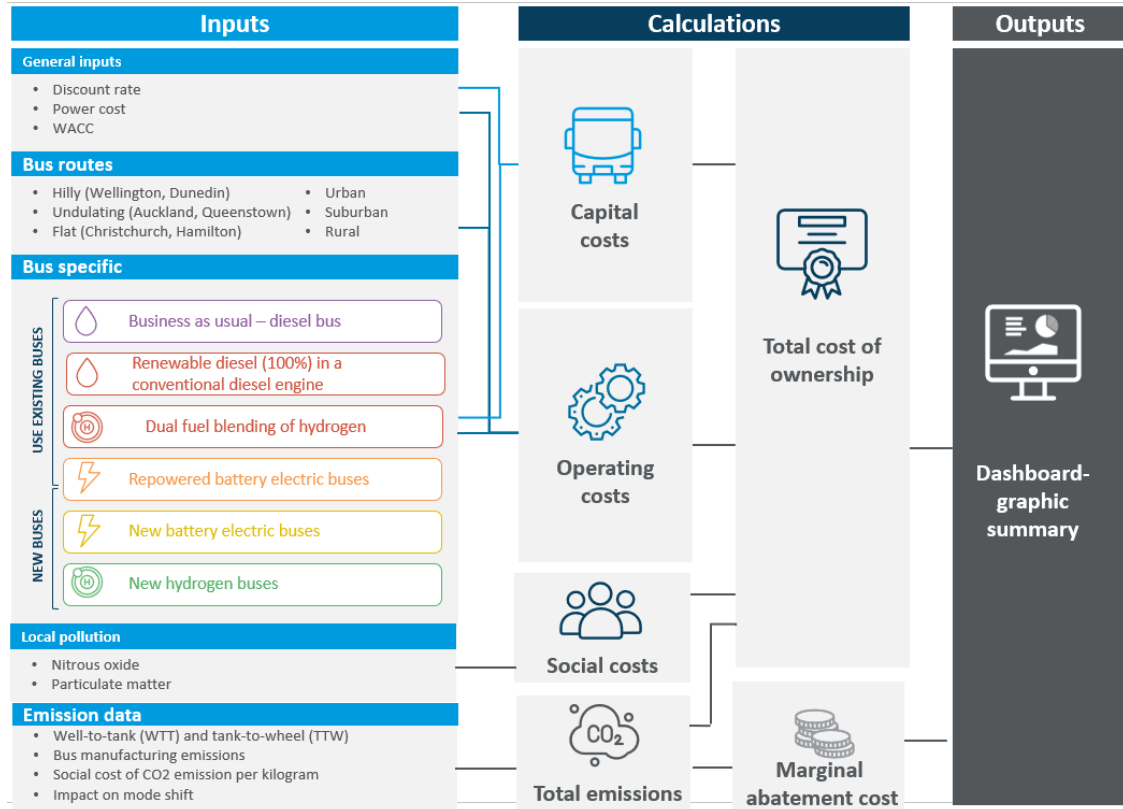 Inputs
General inputs
• Discount rate
• Power cost
• WACC
Bus routes
• Hilly (Wellington, Dunedin)
• Undulating (Auckland, Queenstown)
• Flat (Christchurch, Hamilton)
• Urban
• Suburban
• Rural
Bus specific
USE EXISTING BUSES
Business as usual – diesel bus
Renewable diesel (100%) in a
conventional diesel engine
H
Dual fuel blending of hydrogen
Repowered battery electric buses
NEW BUSES
New battery electric buses
H
New hydrogen buses
Local pollution
• Nitrous oxide
• Particulate matter
Emission data
• Well-to-tank (WTT) and tank-to-wheel (TTW)
• Bus manufacturing emissions
• Social cost of CO2 emission per kilogram
• Impact on mode shift
Calculations
Capital
costs
Operating
costs
Social costs
CO2
Total emissions
Total cost of
ownership
Marginal
abatement cost
Outputs
Dashboard-
graphic
summary